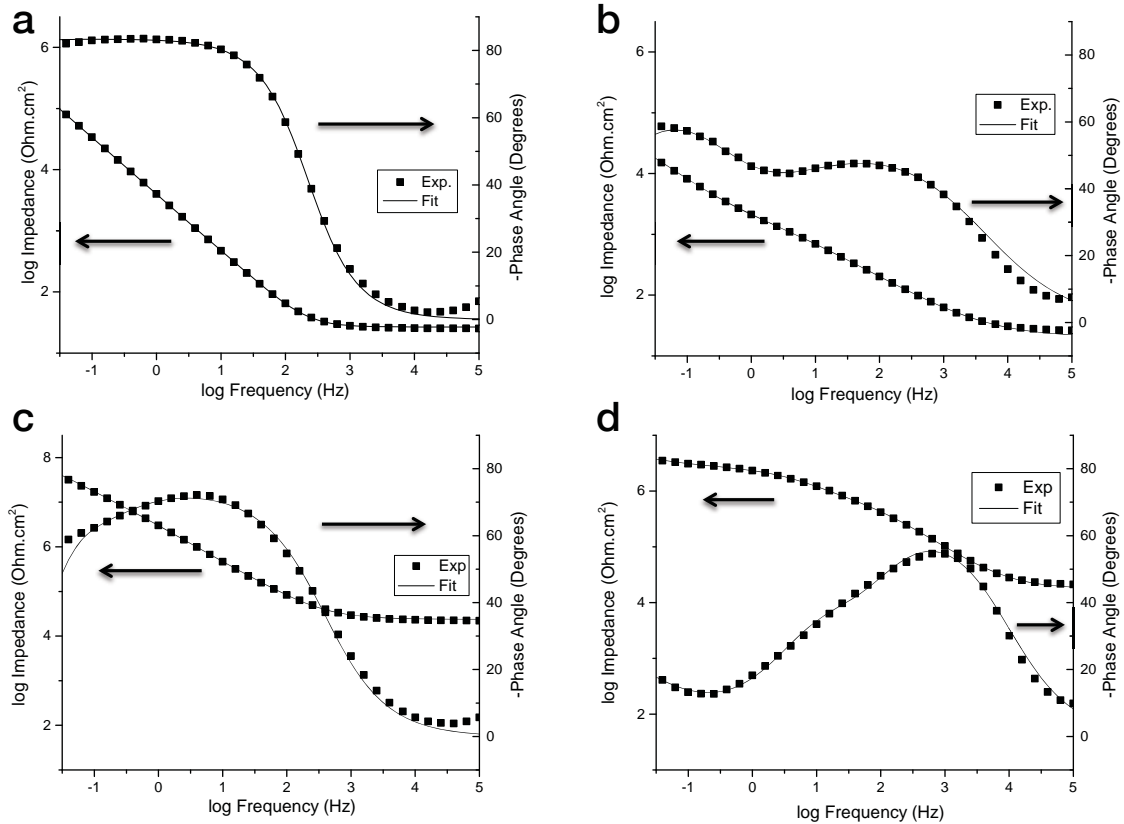 a
log Impedance (Ohm.cm²)
6
4
2
80
60
40
20
0
-Phase Angle (Degrees)
Exp.
Fit
-1 0 1 2 3 4 5
log Frequency (Hz)
b
log Impedance (Ohm.cm²)
6
4
2
80
60
40
20
0
-Phase Angle (Degrees)
Exp.
Fit
-1 0 1 2 3 4 5
log Frequency (Hz)
c
log Impedance (Ohm.cm²)
8
6
4
2
80
60
40
20
0
-Phase Angle (Degrees)
Exp
Fit
-1 0 1 2 3 4 5
log Frequency (Hz)
d
log Impedance (Ohm.cm²)
6
4
2
80
60
40
20
0
-Phase Angle (Degrees)
Exp
Fit
-1 0 1 2 3 4 5
log Frequency (Hz)